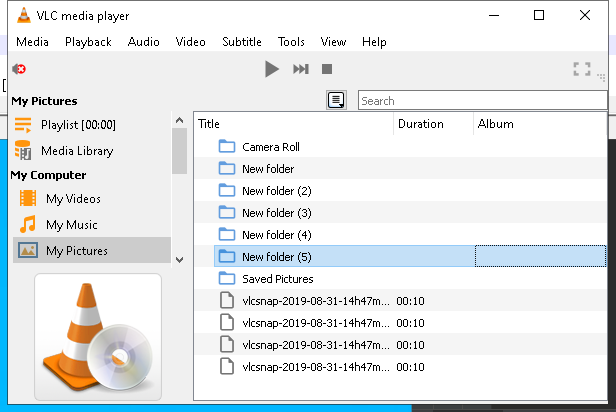 VLC media player
Media Playback Audio Video Subtitle Tools View Help
My Pictures
Playlist [00:00]
Media Library
My Computer
My Videos
My Music
My Pictures
Search
Title Duration Album
Camera Roll
New folder
New folder (2)
New folder (3)
New folder (4)
New folder (5)
Saved Pictures
vlcsnap-2019-08-31-14h47m... 00:10
vlcsnap-2019-08-31-14h47m... 00:10
vlcsnap-2019-08-31-14h47m... 00:10
vlcsnap-2019-08-31-14h47m... 00:10